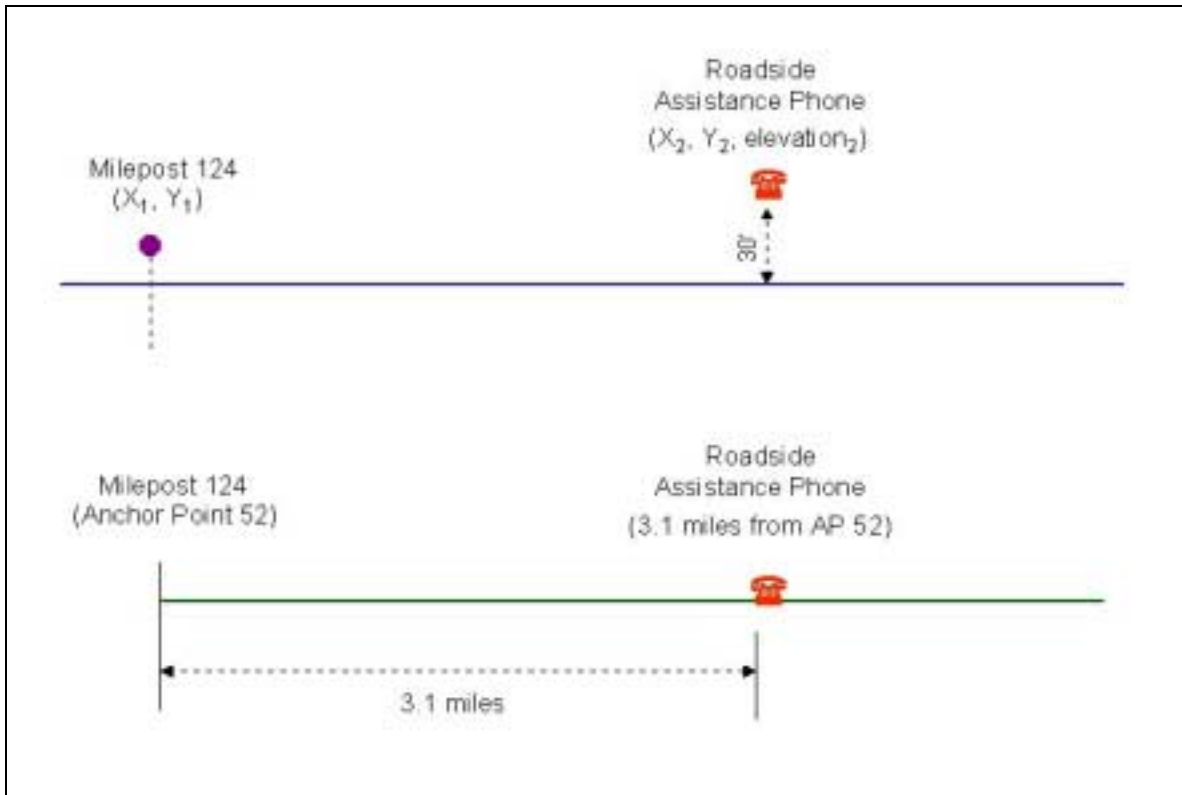 Roadside
Assistance Phone
(X₂, Y₂, elevation₂)
Milepost 124
(X₁, Y₁)
30'
Roadside
Assistance Phone
(3.1 miles from AP 52)
Milepost 124
(Anchor Point 52)
3.1 miles